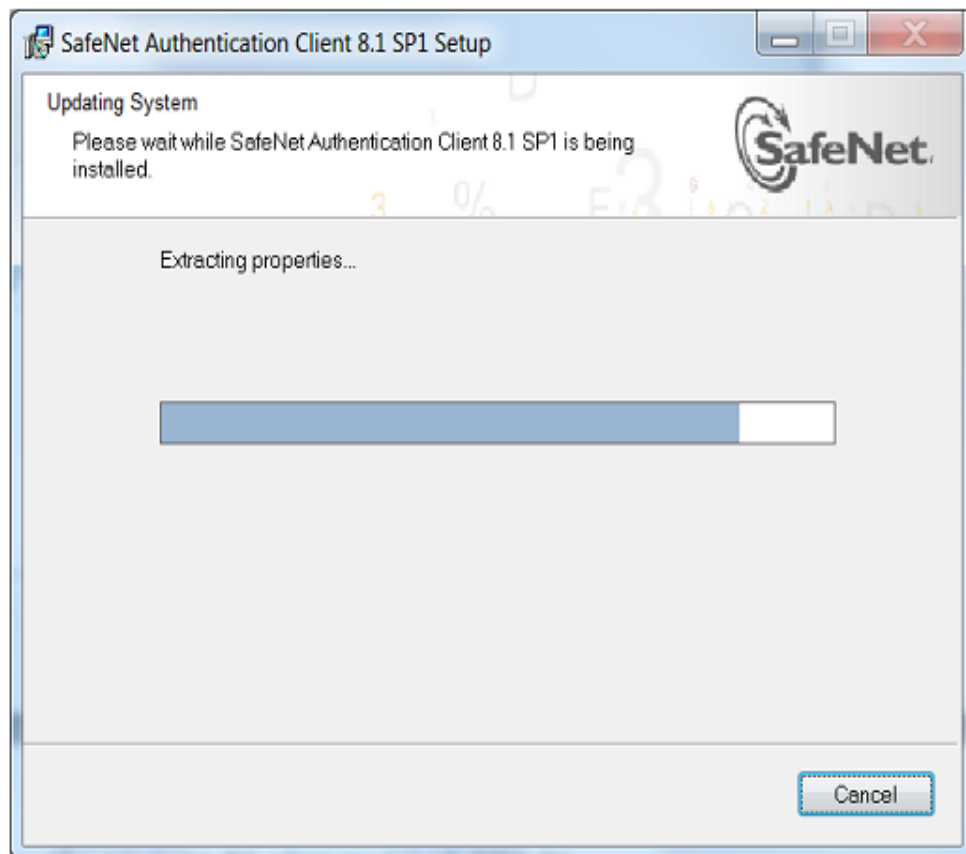 SafeNet Authentication Client 8.1 SP1 Setup
Updating System
Please wait while SafeNet Authentication Client 8.1 SP1 is being
installed.
SafeNet.
Extracting properties...
Cancel